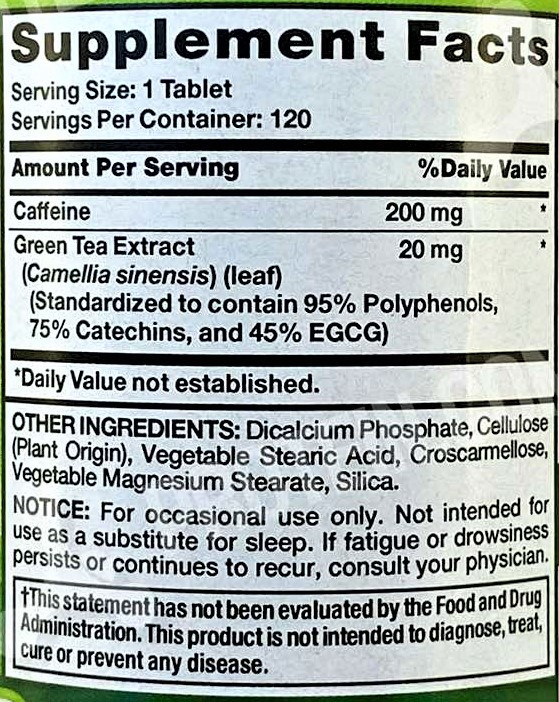 Supplement Facts
Serving Size: 1 Tablet
Servings Per Container: 120
Amount Per Serving %Daily Value
Caffeine 200 mg *
Green Tea Extract 20 mg *
(Camellia sinensis) (leaf)
(Standardized to contain 95% Polyphenols,
75% Catechins, and 45% EGCG)
*Daily Value not established.
OTHER INGREDIENTS: Dicalcium Phosphate, Cellulose
(Plant Origin), Vegetable Stearic Acid, Croscarmellose,
Vegetable Magnesium Stearate, Silica.
NOTICE: For occasional use only. Not intended for
use as a substitute for sleep. If fatigue or drowsiness
persists or continues to recur, consult your physician.
†This statement has not been evaluated by the Food and Drug
Administration. This product is not intended to diagnose, treat,
cure or prevent any disease.